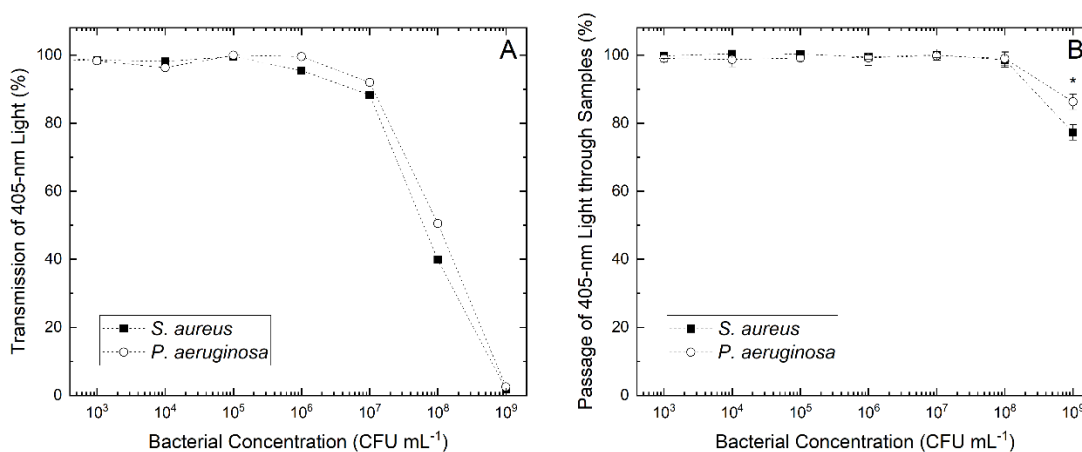 A
Transmission of 405-nm Light (%)
100
80
60
40
20
0
S. aureus
P. aeruginosa
10³ 10⁴ 10⁵ 10⁶ 10⁷ 10⁸ 10⁹
Bacterial Concentration (CFU mL⁻¹)
B
Passage of 405-nm Light through Samples (%)
100
80
60
40
20
0
*
S. aureus
P. aeruginosa
10³ 10⁴ 10⁵ 10⁶ 10⁷ 10⁸ 10⁹
Bacterial Concentration (CFU mL⁻¹)